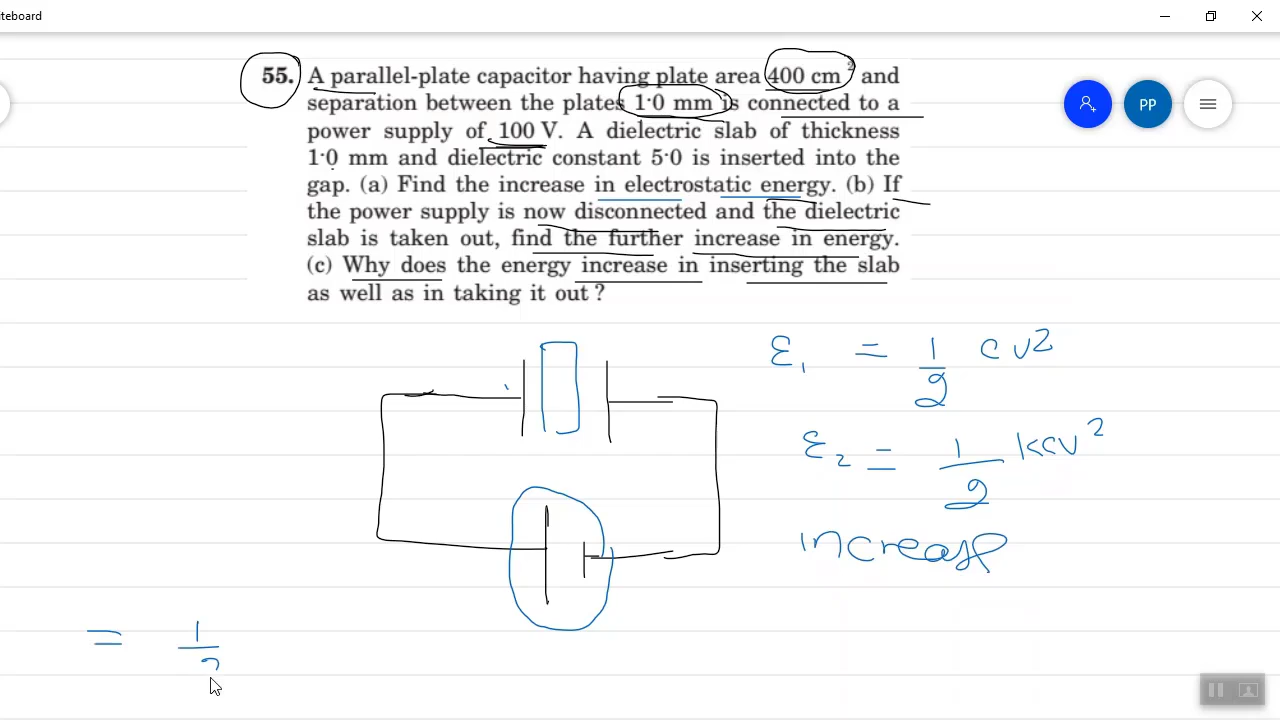 teboard
55. A parallel-plate capacitor having plate area 400 cm² and
separation between the plates 1·0 mm is connected to a
power supply of 100 V. A dielectric slab of thickness
1·0 mm and dielectric constant 5·0 is inserted into the
gap. (a) Find the increase in electrostatic energy. (b) If
the power supply is now disconnected and the dielectric
slab is taken out, find the further increase in energy.
(c) Why does the energy increase in inserting the slab
as well as in taking it out ?
PP
ε₁ = 1/2 cv²
ε₂ = 1/2 kcv²
increase
= 1/2